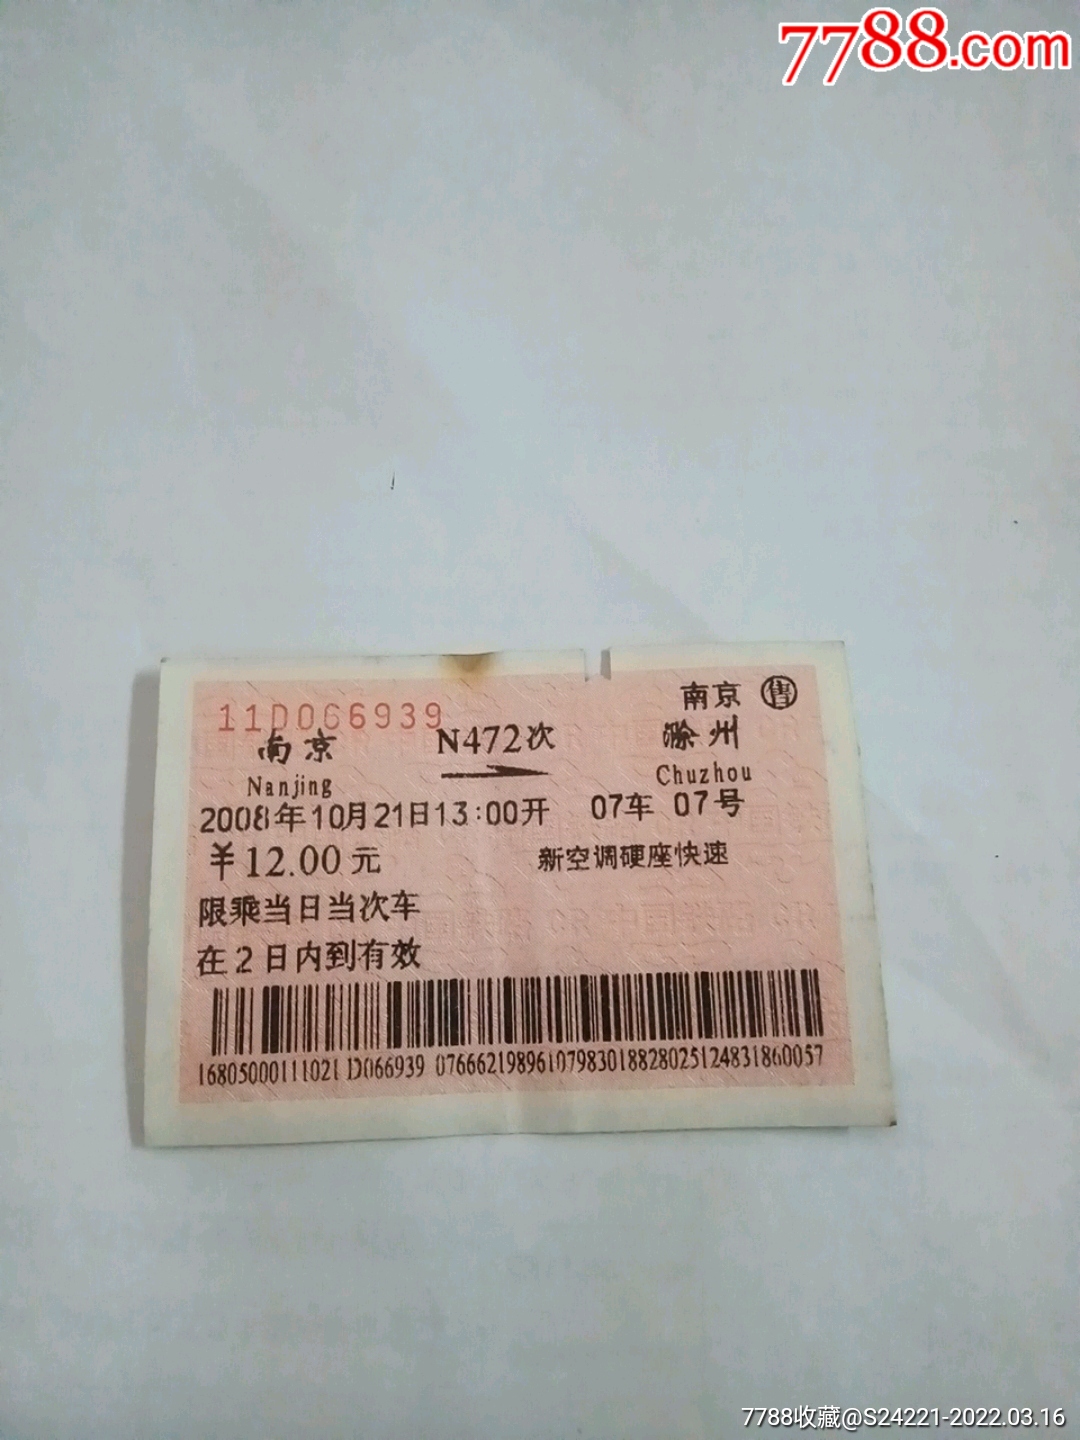 7788.com
南京 售
11D066939
南京 N472次 滁州
Nanjing Chuzhou
2008年10月21日13:00开 07车 07号
¥12.00元 新空调硬座快速
限乘当日当次车
在2日内到有效
16805000111021 D066939 07666219896107983018828025124831860057
7788收藏@S24221-2022.03.16